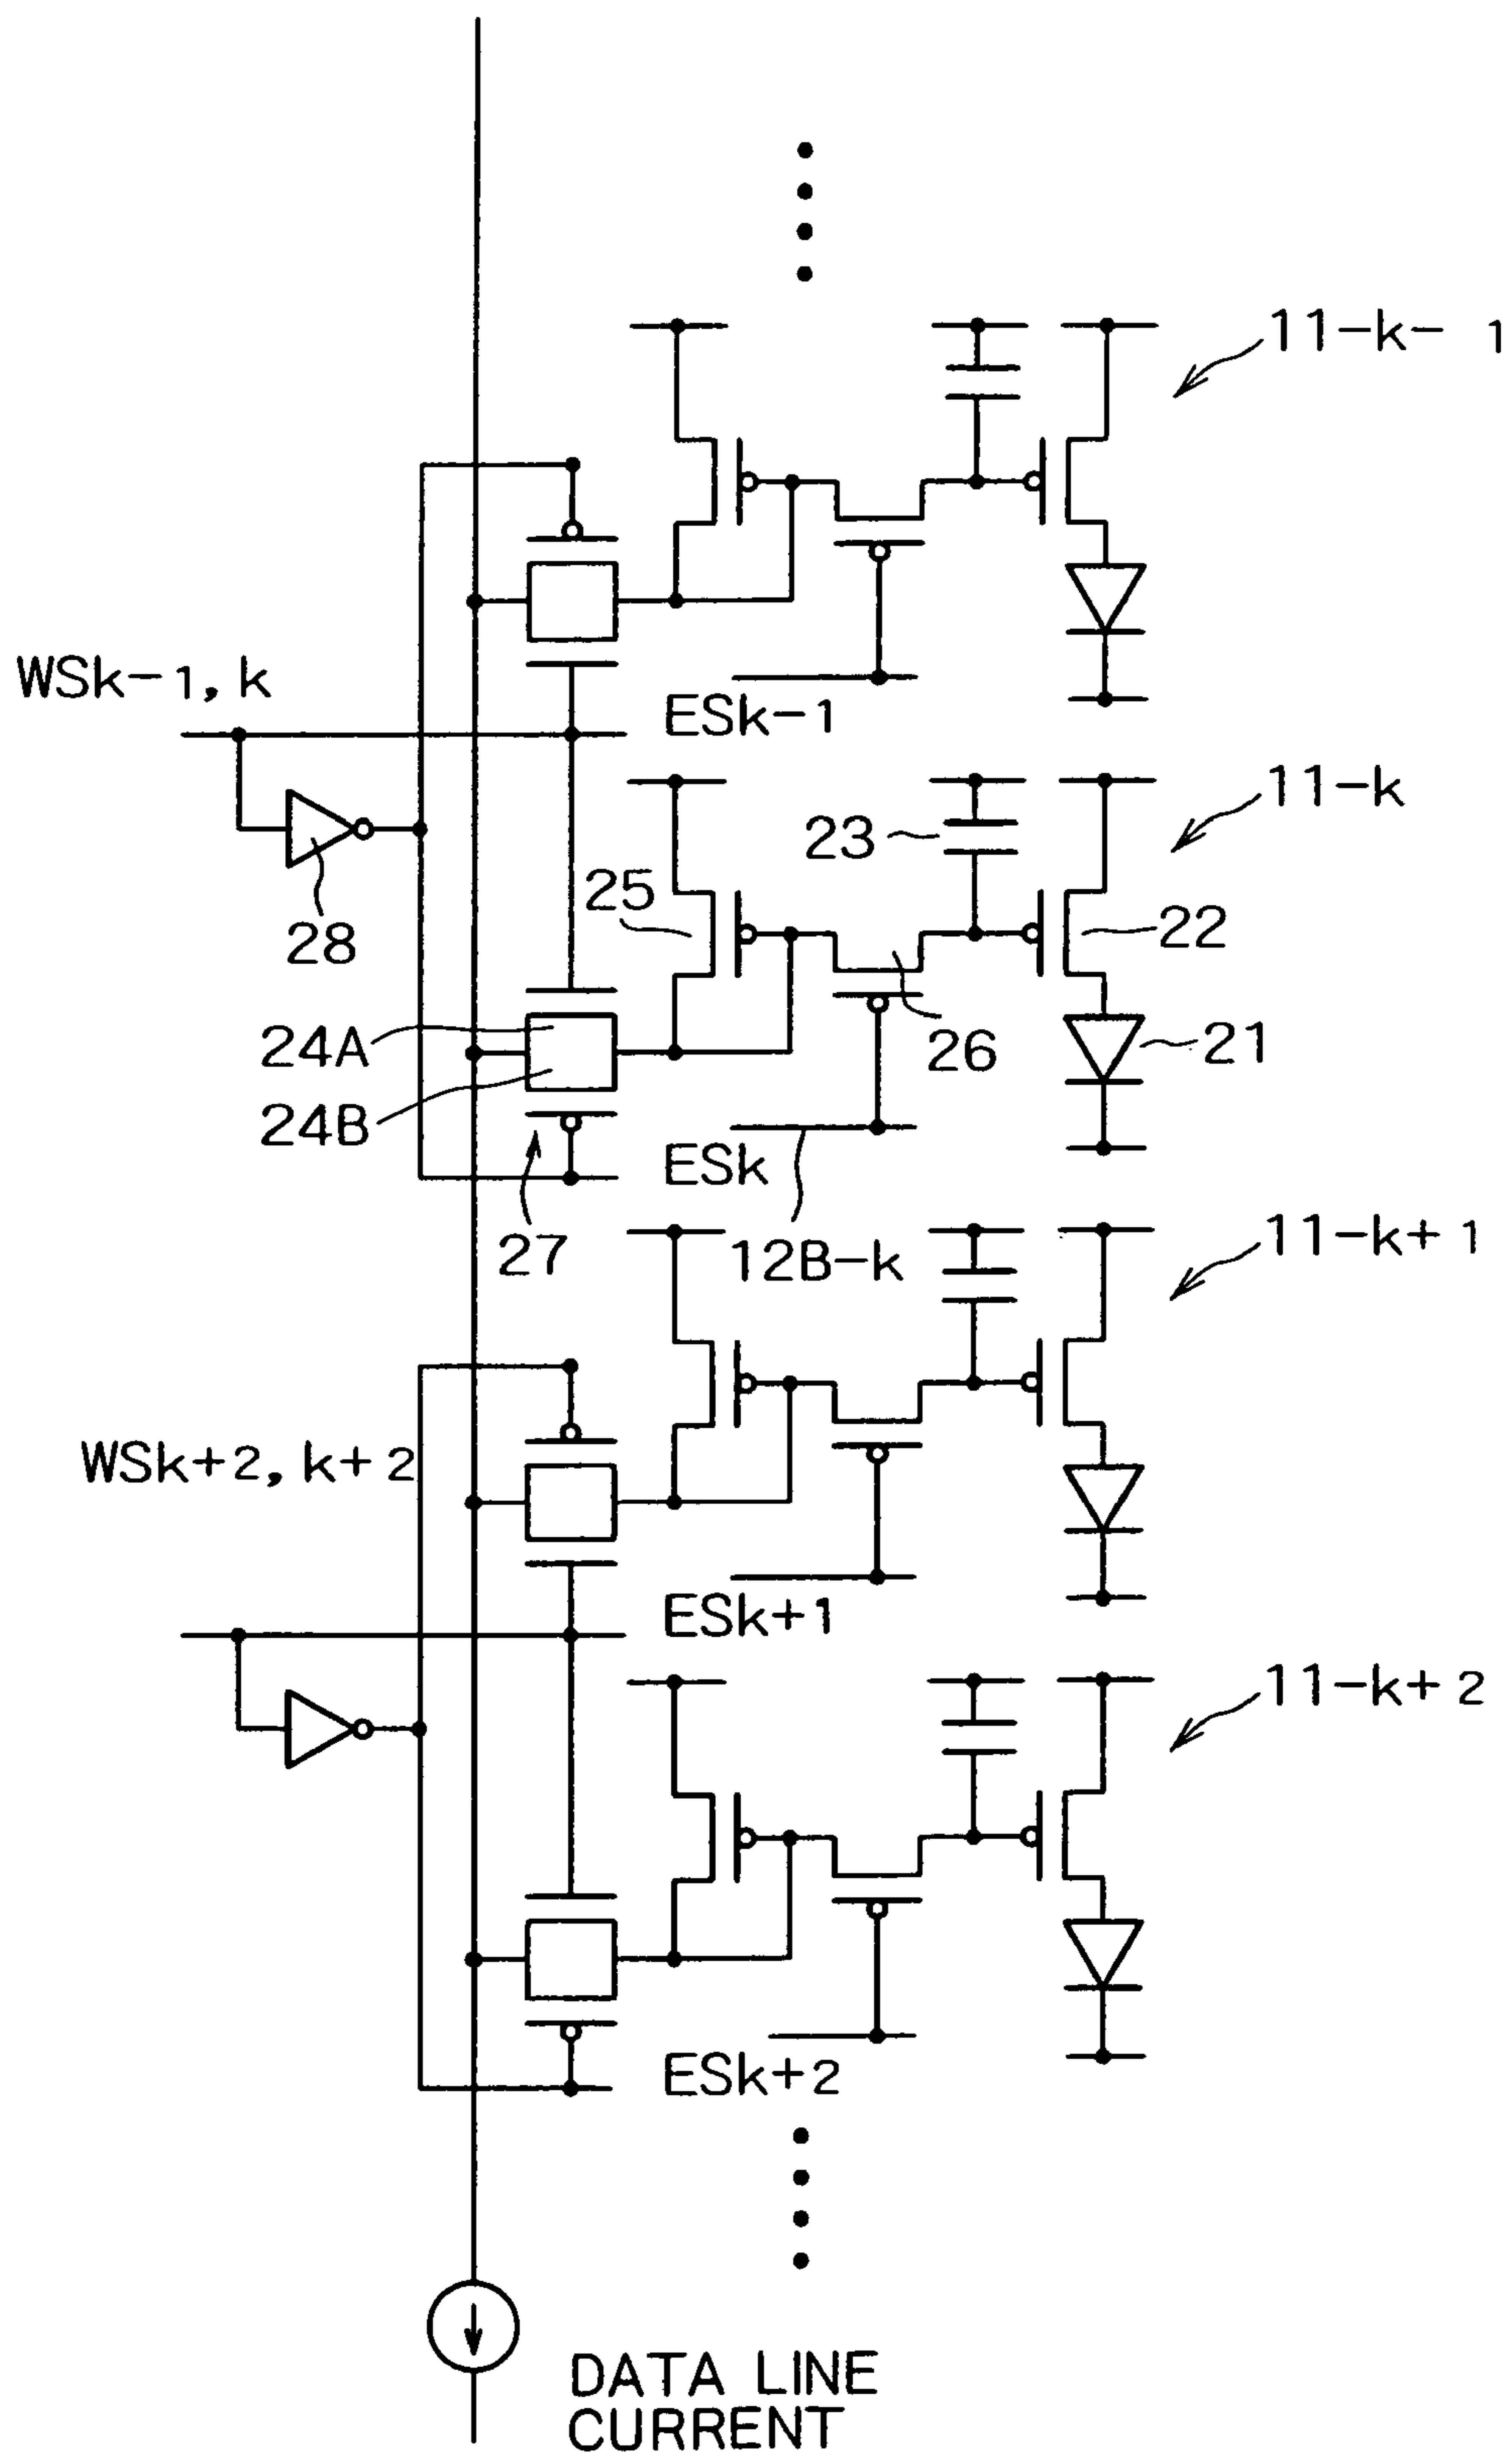 11-k-1
WSk-1, k
ESk-1
11-k
23
25
22
28
24A
26
21
24B
ESk
27
12B-k
11-k+1
WSk+2, k+2
ESk+1
11-k+2
ESk+2
DATA LINE
CURRENT